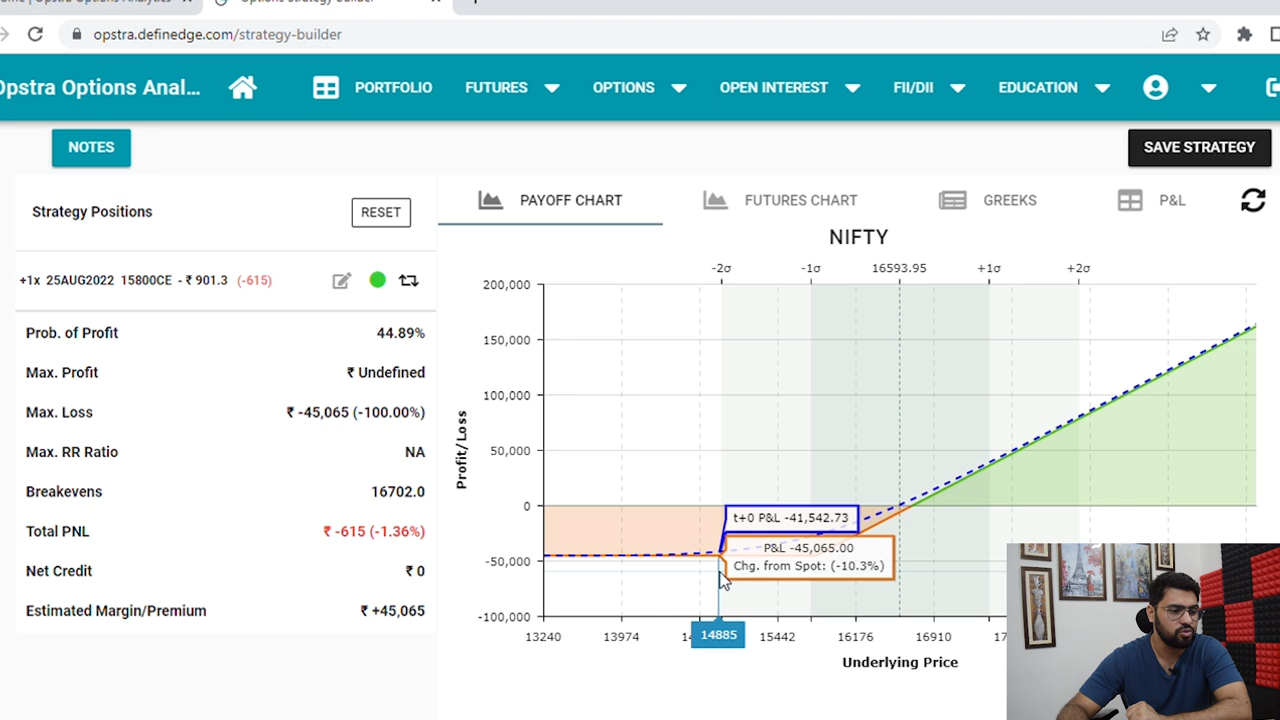 Options Strategy Builder
opstra.definedge.com/strategy-builder
Opstra Options Anal...
PORTFOLIO
FUTURES
OPTIONS
OPEN INTEREST
FII/DII
EDUCATION
NOTES
SAVE STRATEGY
Strategy Positions
RESET
PAYOFF CHART
FUTURES CHART
GREEKS
P&L
NIFTY
+1x 25AUG2022 15800CE - ₹ 901.3 (-615)
-2σ -1σ 16593.95 +1σ +2σ
Prob. of Profit 44.89%
Max. Profit ₹ Undefined
Max. Loss ₹ -45,065 (-100.00%)
Max. RR Ratio NA
Breakevens 16702.0
Total PNL ₹ -615 (-1.36%)
Net Credit ₹ 0
Estimated Margin/Premium ₹ +45,065
Profit/Loss
200,000
150,000
100,000
50,000
0
-50,000
-100,000
t+0 P&L -41,542.73
P&L -45,065.00
Chg. from Spot: (-10.3%)
13240 13974 14885 15442 16176 16910
Underlying Price